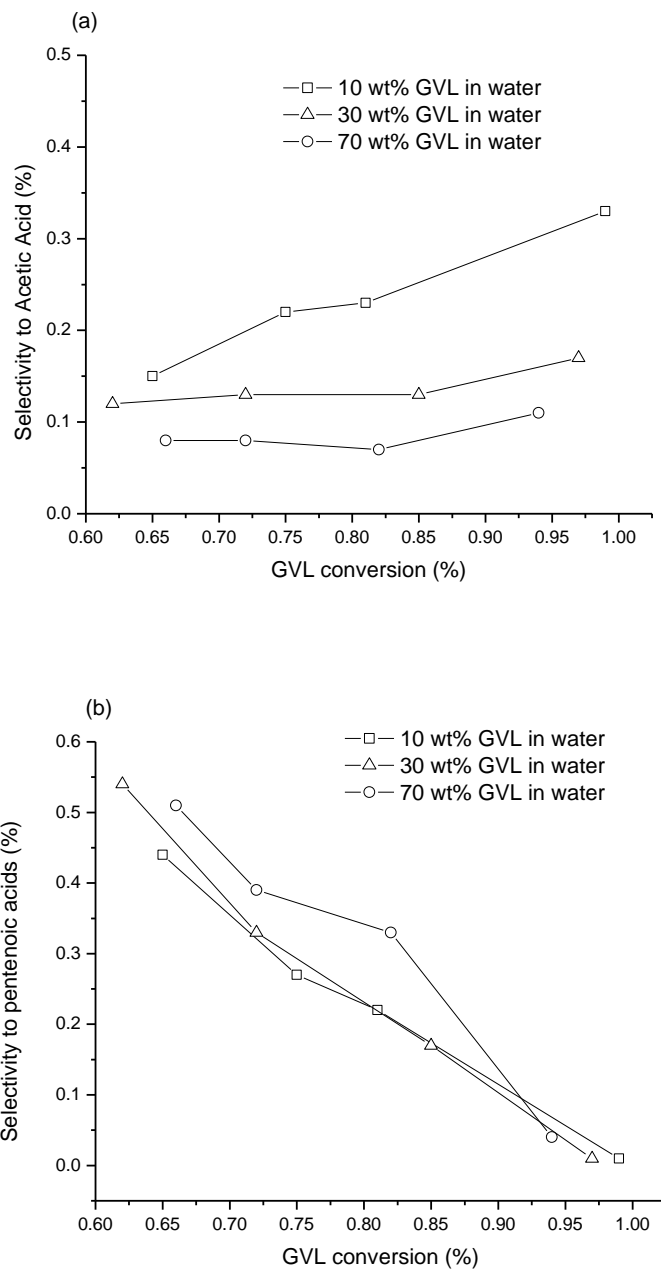 (a)
0.5
0.4
0.3
0.2
0.1
0.0
Selectivity to Acetic Acid (%)
10 wt% GVL in water
30 wt% GVL in water
70 wt% GVL in water
0.60 0.65 0.70 0.75 0.80 0.85 0.90 0.95 1.00
GVL conversion (%)
(b)
0.6
0.5
0.4
0.3
0.2
0.1
0.0
Selectivity to pentenoic acids (%)
10 wt% GVL in water
30 wt% GVL in water
70 wt% GVL in water
0.60 0.65 0.70 0.75 0.80 0.85 0.90 0.95 1.00
GVL conversion (%)